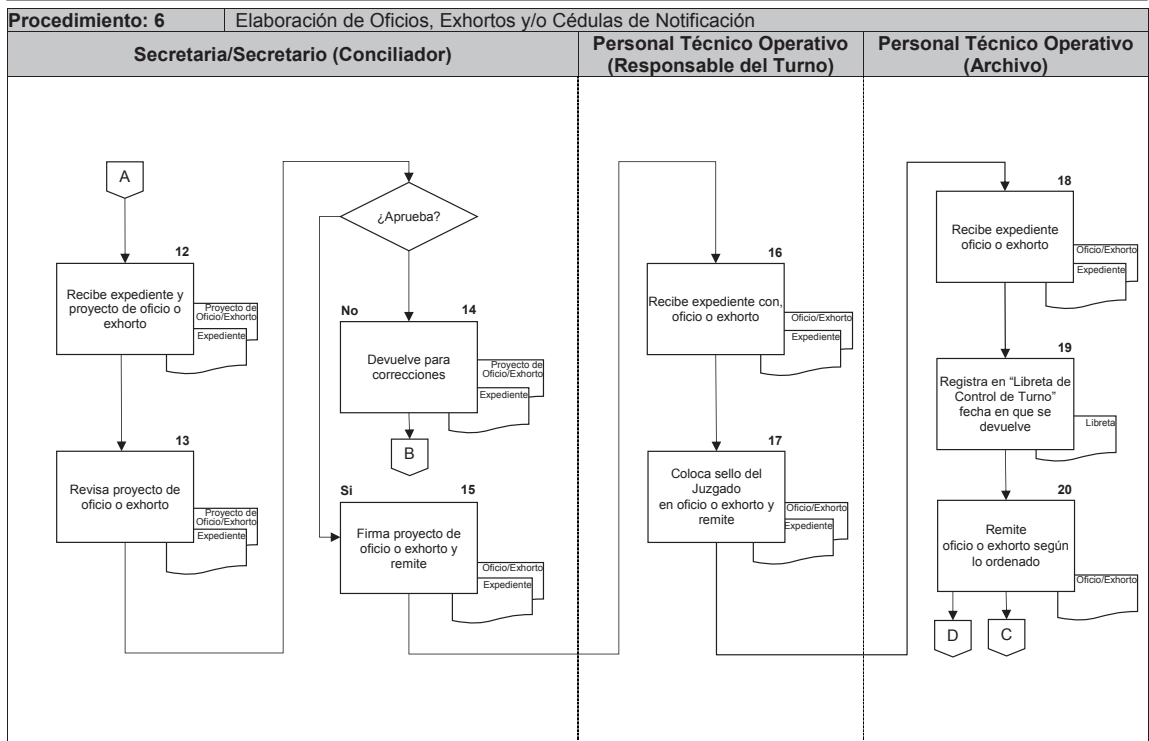 Procedimiento: 6
Elaboración de Oficios, Exhortos y/o Cédulas de Notificación
Secretaria/Secretario (Conciliador)
Personal Técnico Operativo
(Responsable del Turno)
Personal Técnico Operativo
(Archivo)
A
12
Recibe expediente y
proyecto de oficio o
exhorto
Proyecto de
Oficio/Exhorto
Expediente
13
Revisa proyecto de
oficio o exhorto
Proyecto de
Oficio/Exhorto
Expediente
¿Aprueba?
No
14
Devuelve para
correcciones
Proyecto de
Oficio/Exhorto
Expediente
B
Si
15
Firma proyecto de
oficio o exhorto y
remite
Oficio/Exhorto
Expediente
16
Recibe expediente con,
oficio o exhorto
Oficio/Exhorto
Expediente
17
Coloca sello del
Juzgado
en oficio o exhorto y
remite
Oficio/Exhorto
Expediente
18
Recibe expediente
oficio o exhorto
Oficio/Exhorto
Expediente
19
Registra en “Libreta de
Control de Turno”
fecha en que se
devuelve
Libreta
20
Remite
oficio o exhorto según
lo ordenado
Oficio/Exhorto
D
C